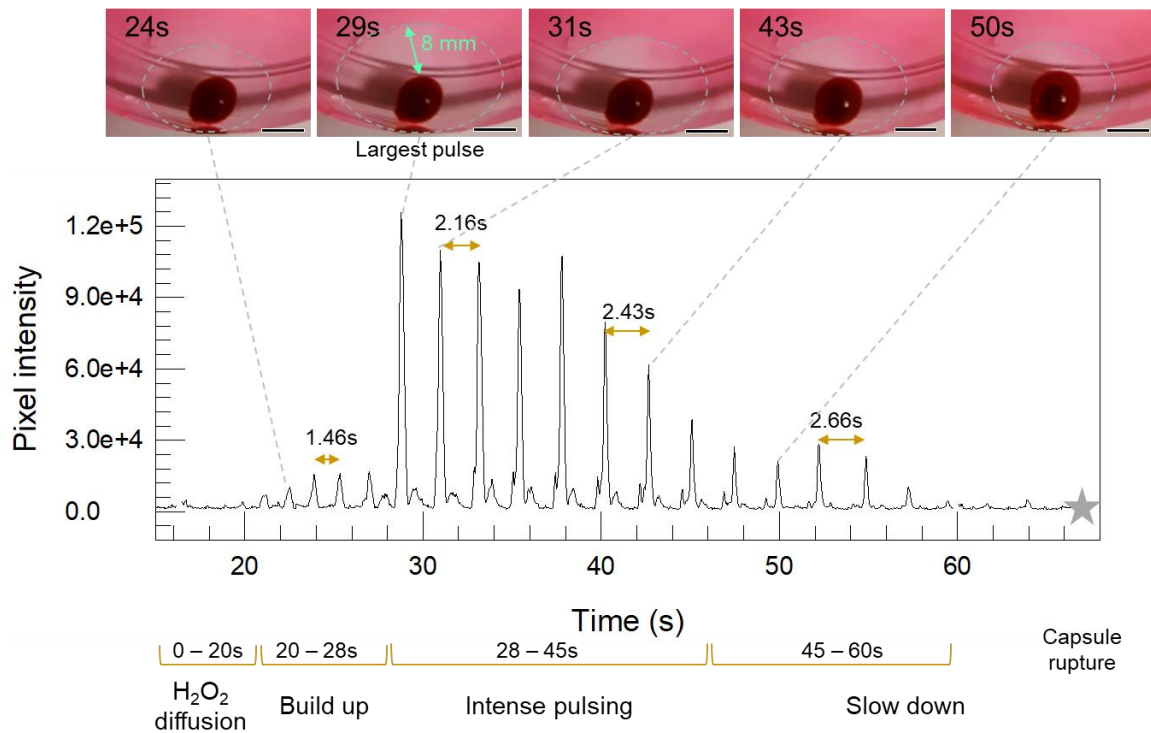 24s
29s
8 mm
31s
43s
50s
Largest pulse
Pixel intensity
1.2e+5
9.0e+4
6.0e+4
3.0e+4
0.0
1.46s
2.16s
2.43s
2.66s
20
30
40
50
60
Time (s)
0 – 20s
20 – 28s
28 – 45s
45 – 60s
Capsule
rupture
H₂O₂
diffusion
Build up
Intense pulsing
Slow down